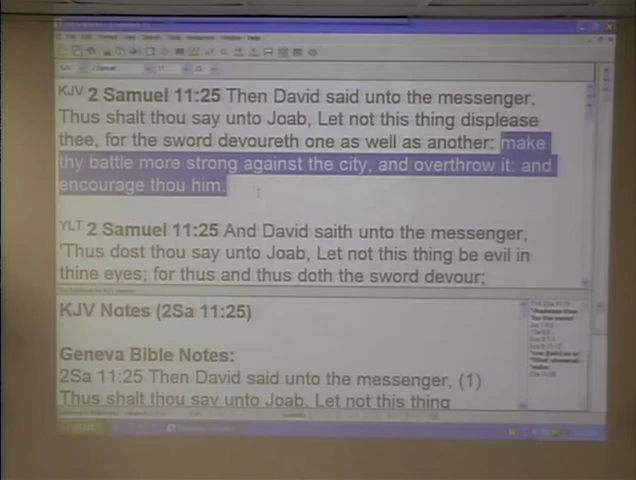 KJV 2 Samuel 11:25 Then David said unto the messenger,
Thus shalt thou say unto Joab, Let not this thing displease
thee, for the sword devoureth one as well as another: make
thy battle more strong against the city, and overthrow it: and
encourage thou him.
YLT 2 Samuel 11:25 And David saith unto the messenger,
'Thus dost thou say unto Joab, Let not this thing be evil in
thine eyes; for thus and thus doth the sword devour;
KJV Notes (2Sa 11:25)
Geneva Bible Notes:
2Sa 11:25 Then David said unto the messenger, (1)
Thus shalt thou say unto Joab, Let not this thing